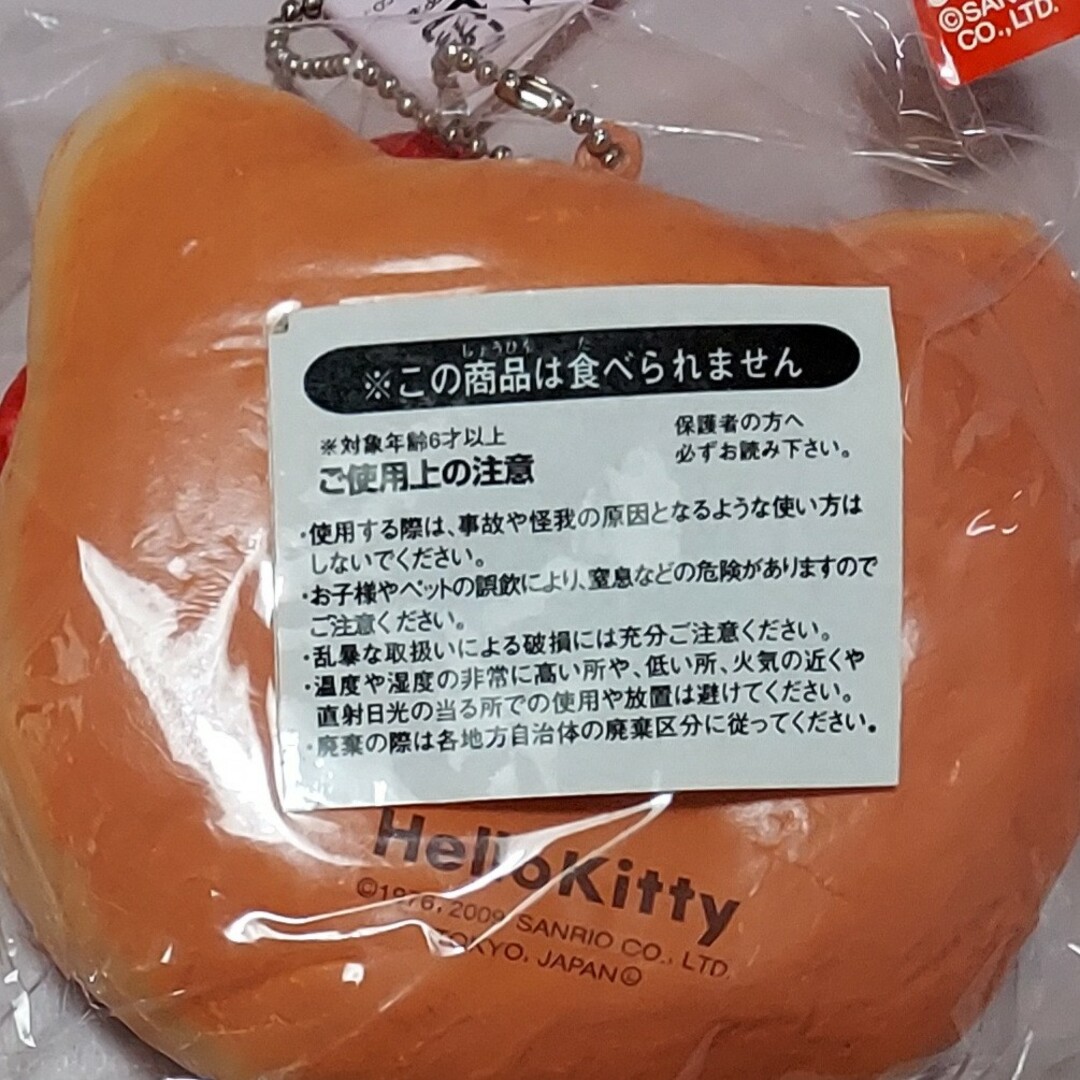 ©SAN
CO.,LTD.
しょうひん た
※この商品は食べられません
※対象年齢6才以上
保護者の方へ
必ずお読み下さい。
ご使用上の注意
・使用する際は、事故や怪我の原因となるような使い方は
しないでください。
・お子様やペットの誤飲により、窒息などの危険がありますので
ご注意ください。
・乱暴な取扱いによる破損には充分ご注意ください。
・温度や湿度の非常に高い所や、低い所、火気の近くや
直射日光の当る所での使用や放置は避けてください。
・廃棄の際は各地方自治体の廃棄区分に従ってください。
HelloKitty
©1976, 2009 SANRIO CO., LTD.
TOKYO, JAPAN©